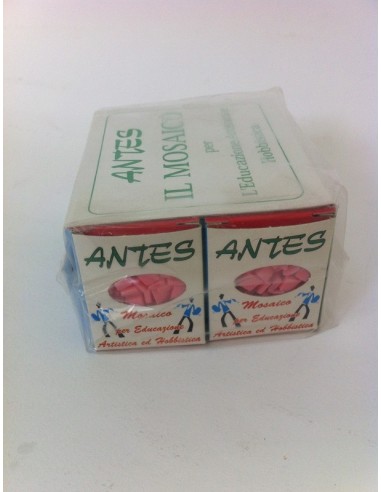 ANTES
IL MOSAICO
per
L'Educazione
Hobbistica
ANTES
Mosaico
per Educazione
Artistica ed Hobbistica
ANTES
Mosaico
per Educazione
Artistica ed Hobbistica